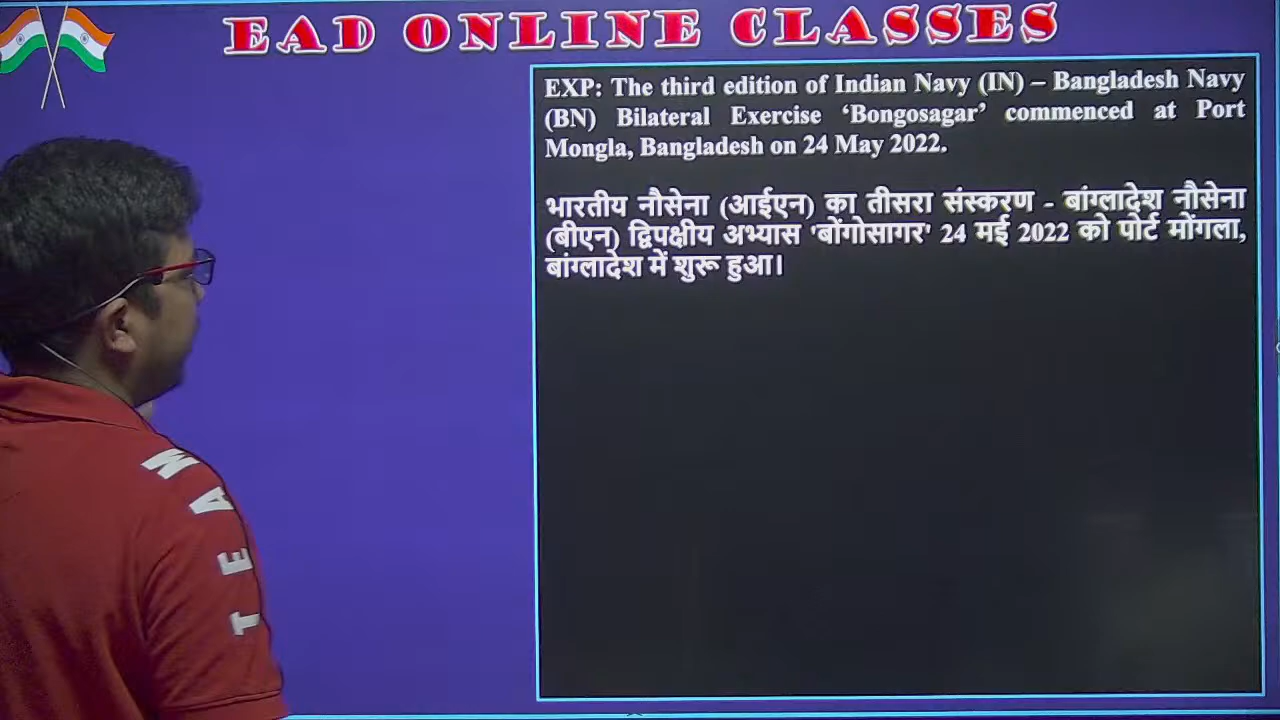 EAD ONLINE CLASSES
EXP: The third edition of Indian Navy (IN) – Bangladesh Navy
(BN) Bilateral Exercise ‘Bongosagar’ commenced at Port
Mongla, Bangladesh on 24 May 2022.
भारतीय नौसेना (आईएन) का तीसरा संस्करण - बांग्लादेश नौसेना
(बीएन) द्विपक्षीय अभ्यास 'बोंगोसागर' 24 मई 2022 को पोर्ट मोंगला,
बांग्लादेश में शुरू हुआ।
TEAM